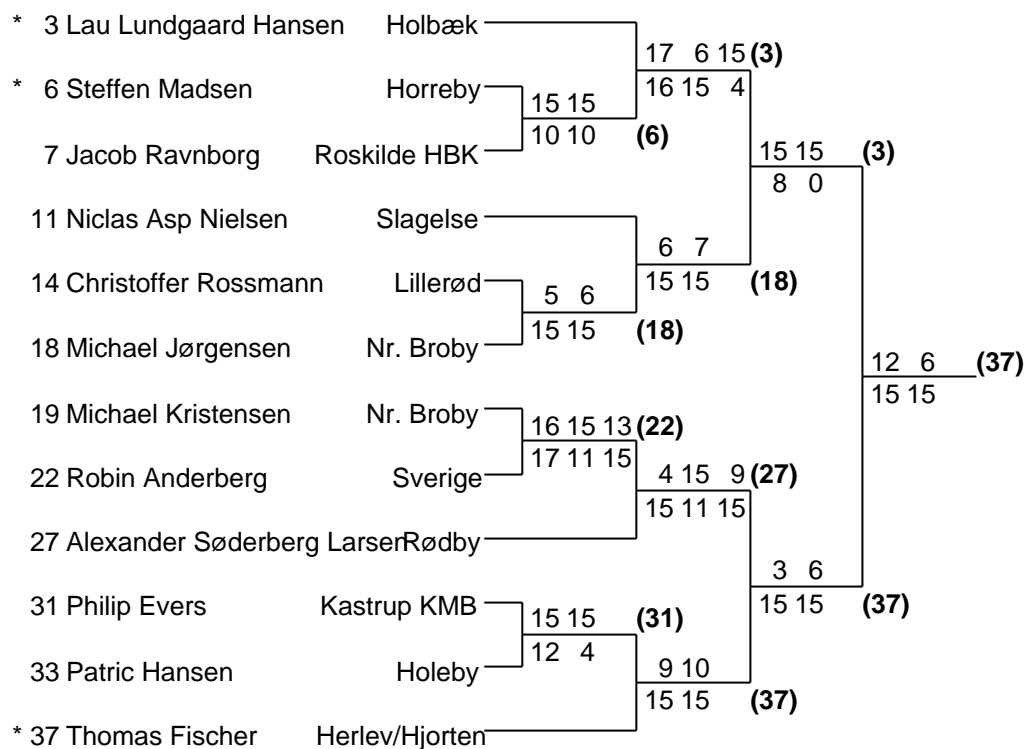 * 3 Lau Lundgaard Hansen Holbæk
17 6 15 (3)
* 6 Steffen Madsen Horreby
16 15 4
15 15
10 10 (6)
7 Jacob Ravnborg Roskilde HBK
15 15 (3)
8 0
11 Niclas Asp Nielsen Slagelse
6 7
14 Christoffer Rossmann Lillerød
15 15 (18)
5 6
15 15 (18)
18 Michael Jørgensen Nr. Broby
12 6 (37)
15 15
19 Michael Kristensen Nr. Broby
16 15 13 (22)
17 11 15
22 Robin Anderberg Sverige
4 15 9 (27)
15 11 15
27 Alexander Søderberg Larsen Rødby
3 6
15 15 (37)
31 Philip Evers Kastrup KMB
15 15 (31)
12 4
33 Patric Hansen Holeby
9 10
15 15 (37)
* 37 Thomas Fischer Herlev/Hjorten